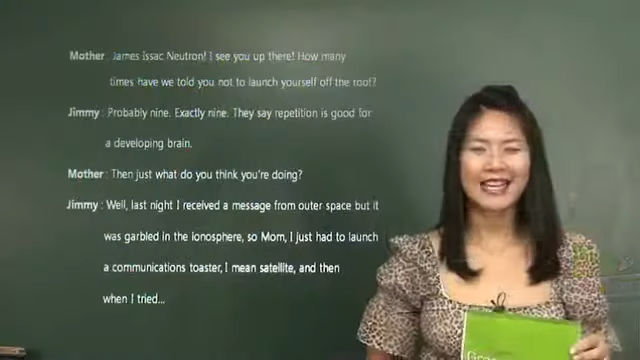 Mother : James Issac Neutron! I see you up there! How many
times have we told you not to launch yourself off the roof?
Jimmy : Probably nine. Exactly nine. They say repetition is good for
a developing brain.
Mother : Then just what do you think you're doing?
Jimmy : Well, last night I received a message from outer space but it
was garbled in the ionosphere, so Mom, I just had to launch
a communications toaster, I mean satellite, and then
when I tried...